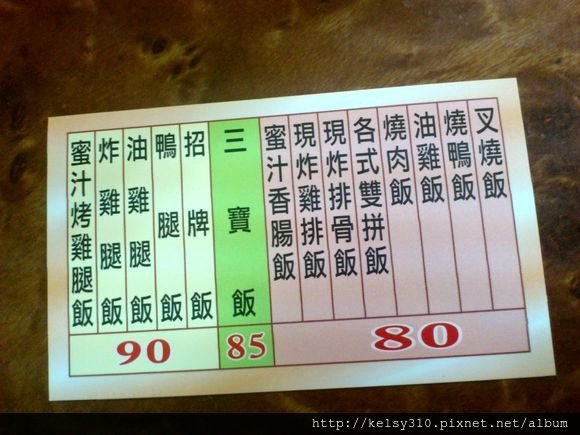 叉燒飯
燒鴨飯
油雞飯
燒肉飯
各式雙拼飯
現炸排骨飯
現炸雞排飯
蜜汁香腸飯
80
三寶飯
85
招牌飯
鴨腿飯
油雞腿飯
炸雞腿飯
蜜汁烤雞腿飯
90
http://kelsy310.pixnet.net/album